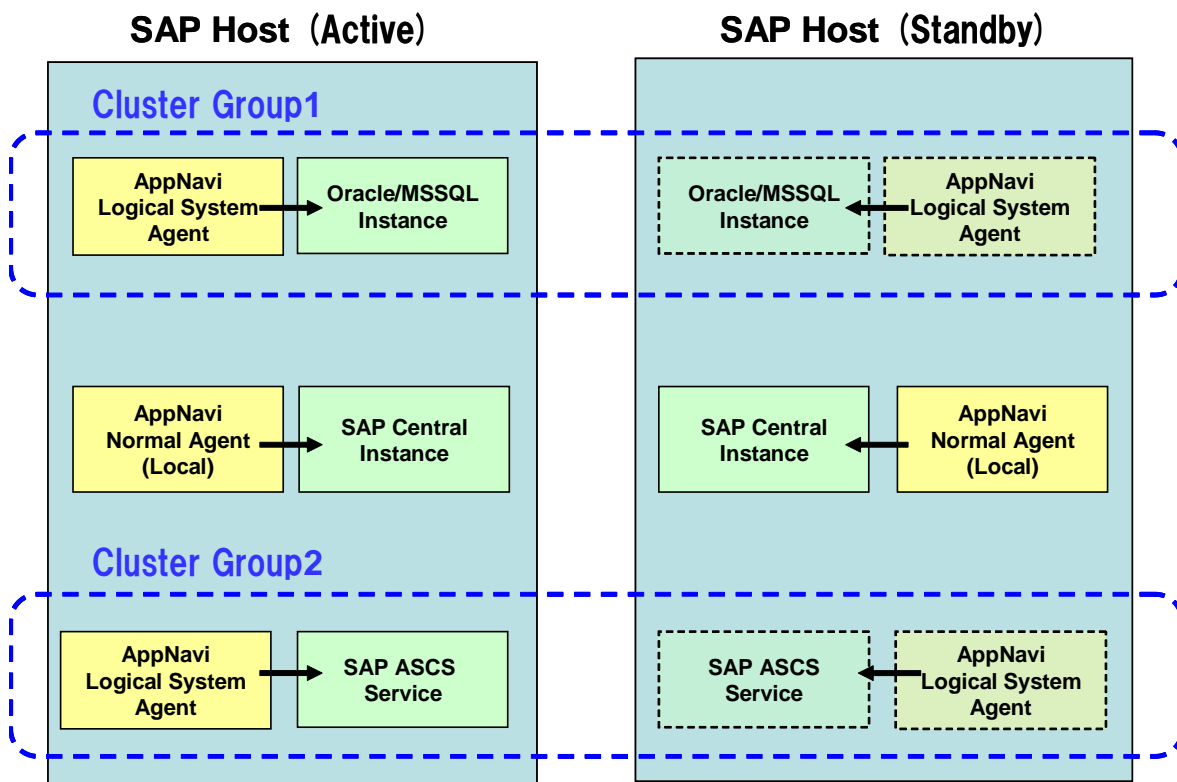 SAP Host (Active)
SAP Host (Standby)
Cluster Group1
AppNavi
Logical System
Agent
Oracle/MSSQL
Instance
Oracle/MSSQL
Instance
AppNavi
Logical System
Agent
AppNavi
Normal Agent
(Local)
SAP Central
Instance
SAP Central
Instance
AppNavi
Normal Agent
(Local)
Cluster Group2
AppNavi
Logical System
Agent
SAP ASCS
Service
SAP ASCS
Service
AppNavi
Logical System
Agent